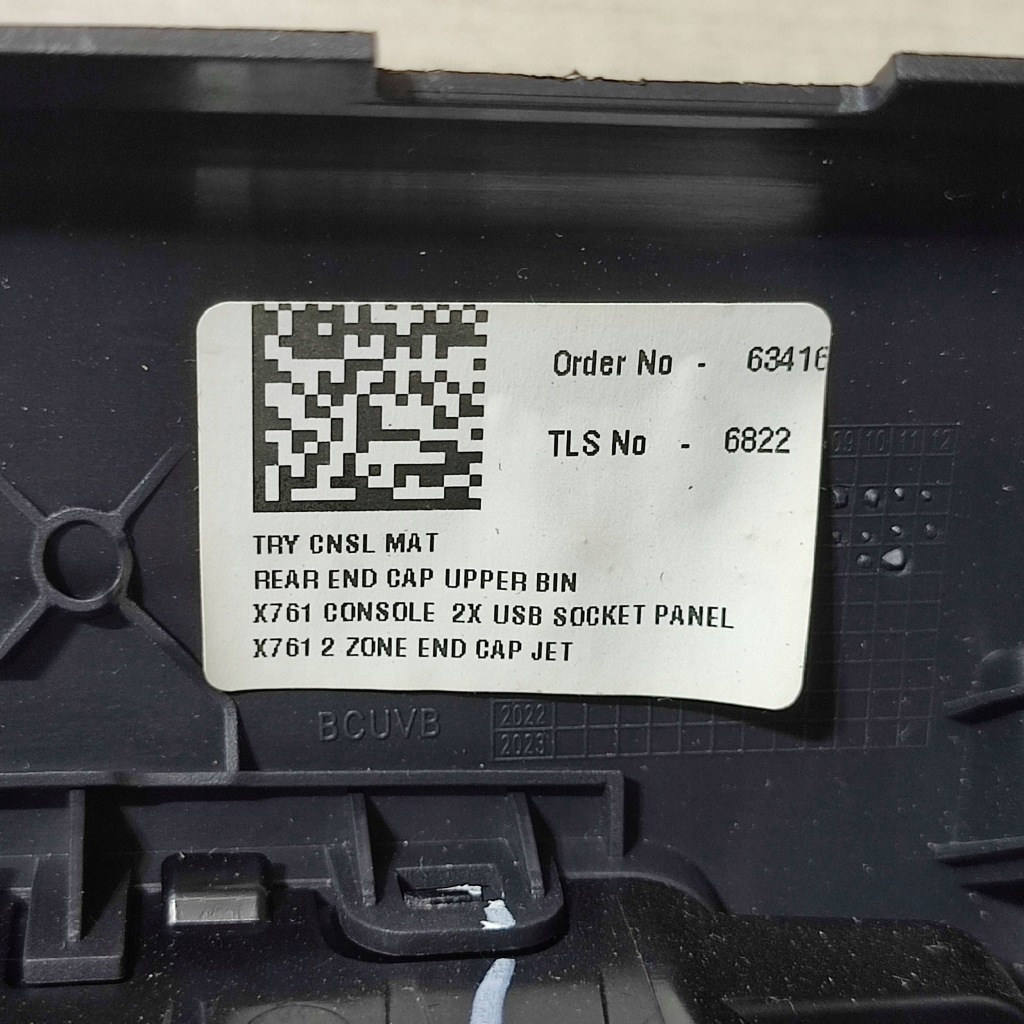 Order No - 63416
TLS No - 6822
TRY CNSL MAT
REAR END CAP UPPER BIN
X761 CONSOLE 2X USB SOCKET PANEL
X761 2 ZONE END CAP JET
09 10 11 12
BCUVB
2022
2023